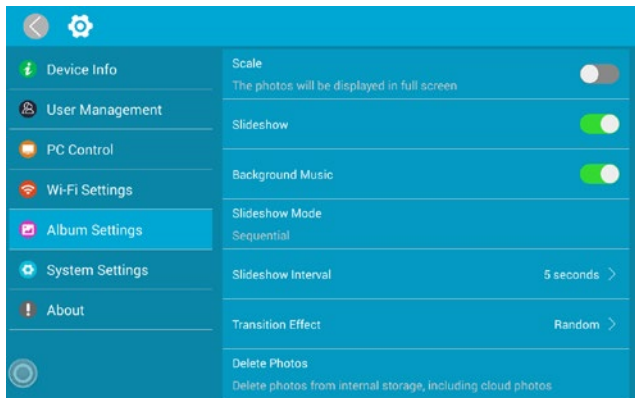 Device Info
User Management
PC Control
Wi-Fi Settings
Album Settings
System Settings
About
Scale
The photos will be displayed in full screen
Slideshow
Background Music
Slideshow Mode
Sequential
Slideshow Interval
5 seconds
Transition Effect
Random
Delete Photos
Delete photos from internal storage, including cloud photos